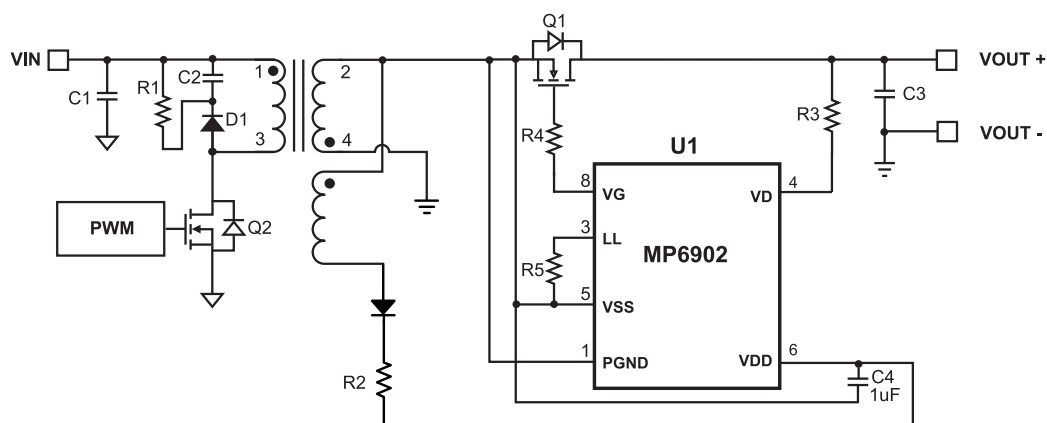 Q1
VIN
VOUT +
C1
R1
C2
D1
1
2
3
4
C3
R3
R4
VOUT -
U1
8
VG
VD
4
PWM
Q2
3
LL
MP6902
R5
5
VSS
1
PGND
VDD
6
R2
C4
1uF